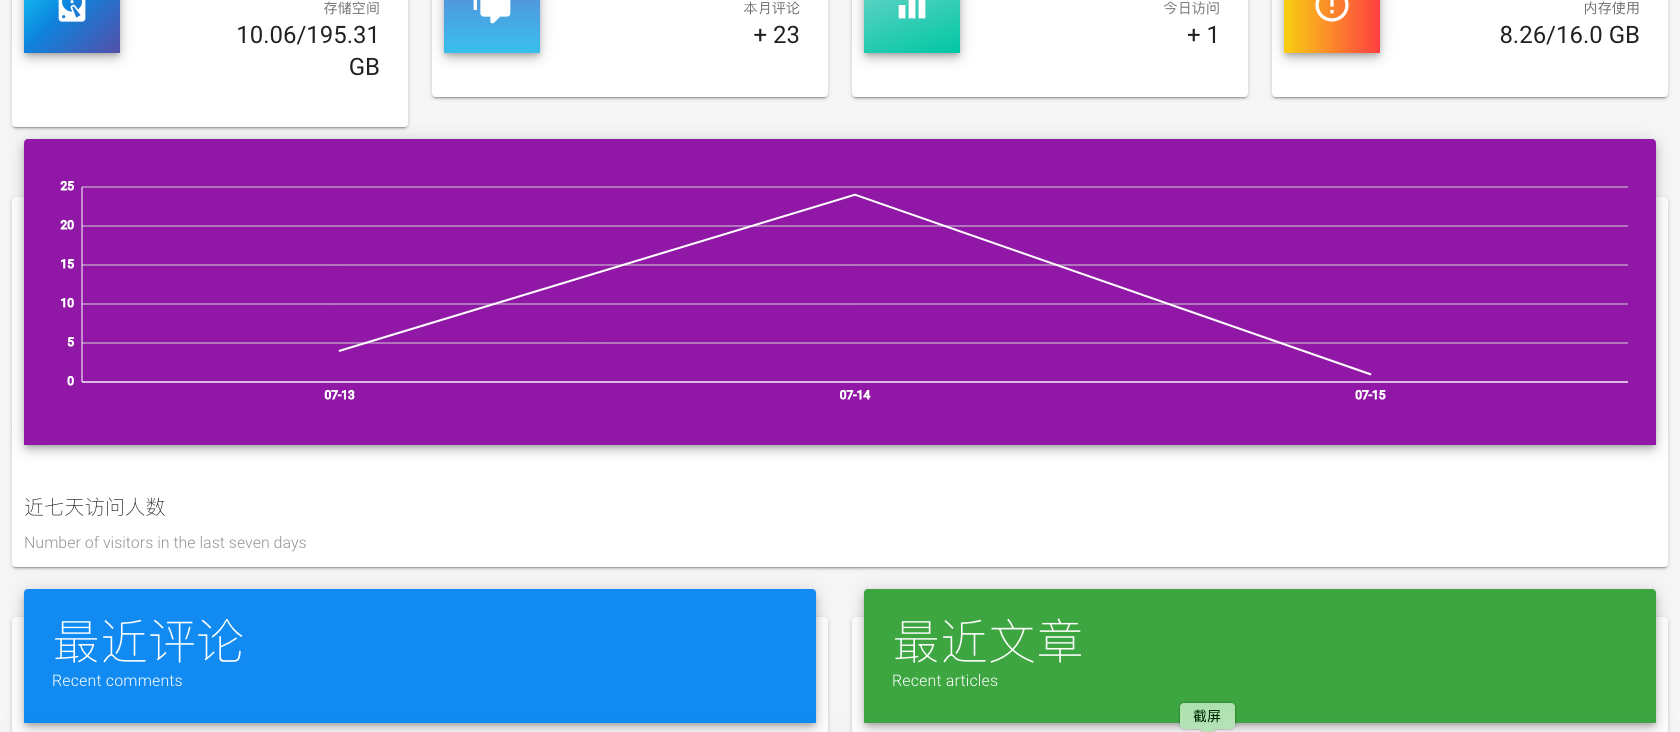 存储空间
10.06/195.31
GB
本月评论
+ 23
今日访问
+ 1
内存使用
8.26/16.0 GB
25
20
15
10
5
0
07-13
07-14
07-15
近七天访问人数
Number of visitors in the last seven days
最近评论
Recent comments
最近文章
Recent articles
截屏